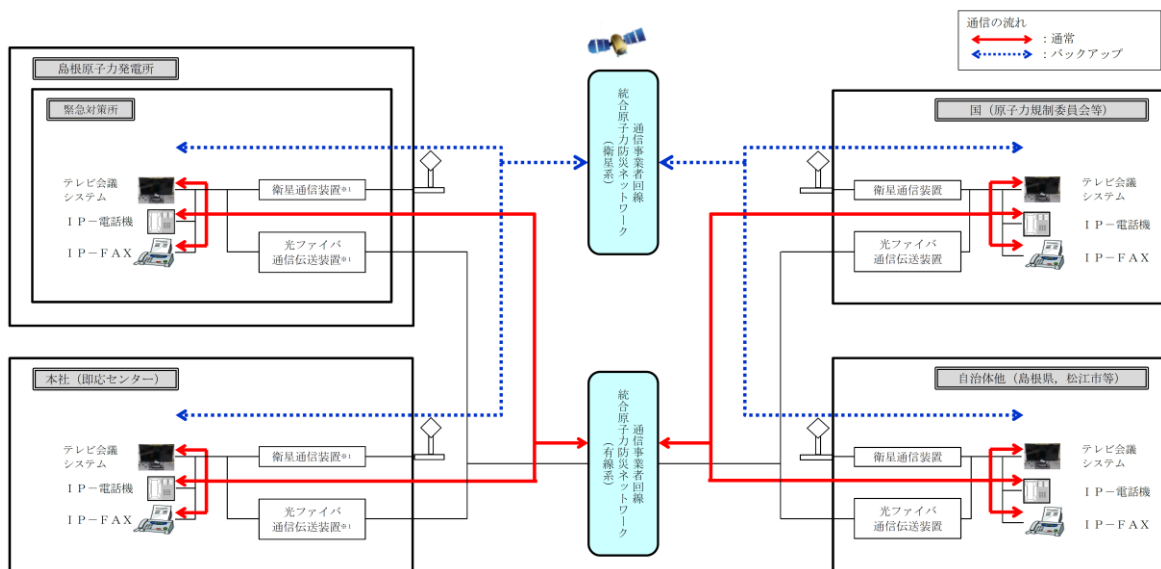 通信の流れ
：通常
：バックアップ
島根原子力発電所
緊急対策所
テレビ会議
システム
ＩＰ－電話機
ＩＰ－FAX
衛星通信装置※1
光ファイバ
通信伝送装置※1
通信事業者回線
統合原子力防災ネットワーク
（衛星系）
国（原子力規制委員会等）
衛星通信装置
光ファイバ
通信伝送装置
テレビ会議
システム
ＩＰ－電話機
ＩＰ－FAX
本社（即応センター）
テレビ会議
システム
ＩＰ－電話機
ＩＰ－FAX
衛星通信装置※1
光ファイバ
通信伝送装置※1
通信事業者回線
統合原子力防災ネットワーク
（有線系）
自治体他（島根県，松江市等）
衛星通信装置
光ファイバ
通信伝送装置
テレビ会議
システム
ＩＰ－電話機
ＩＰ－FAX